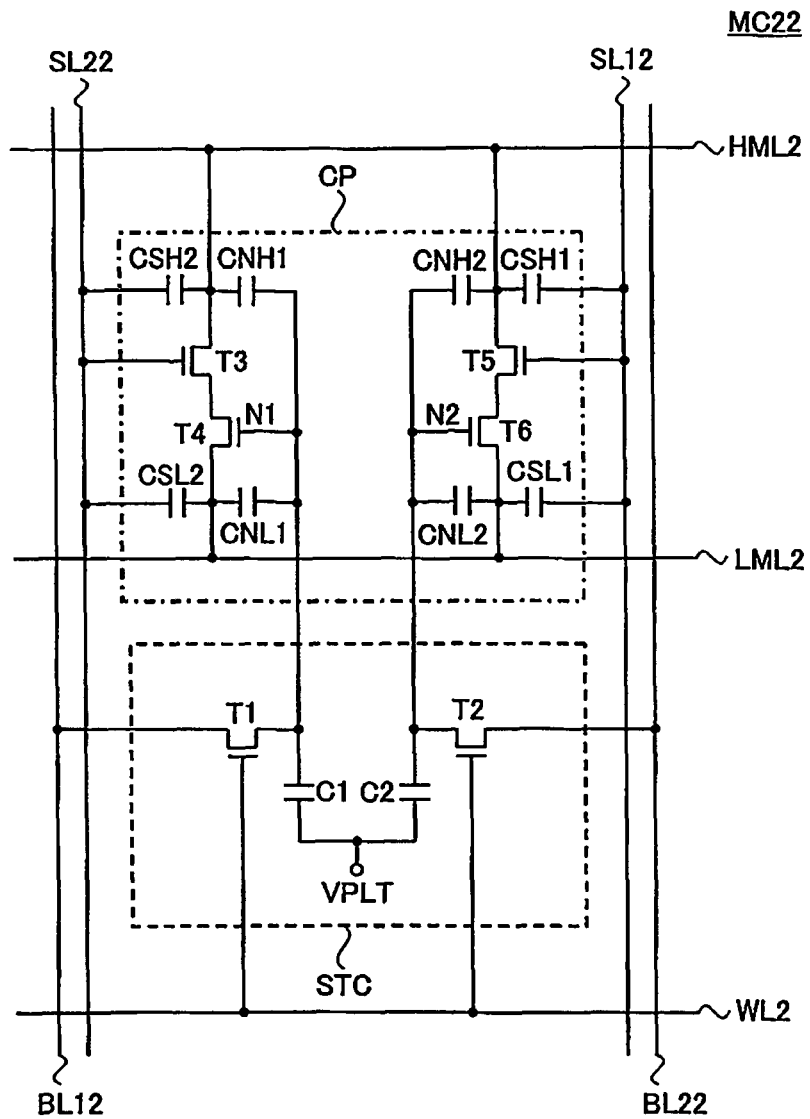 MC22
SL22
SL12
HML2
CP
CSH2 CNH1
CNH2 CSH1
T3
T5
N1
N2
T4
T6
CSL2
CSL1
CNL1
CNL2
LML2
T1
T2
C1
C2
VPLT
STC
WL2
BL12
BL22